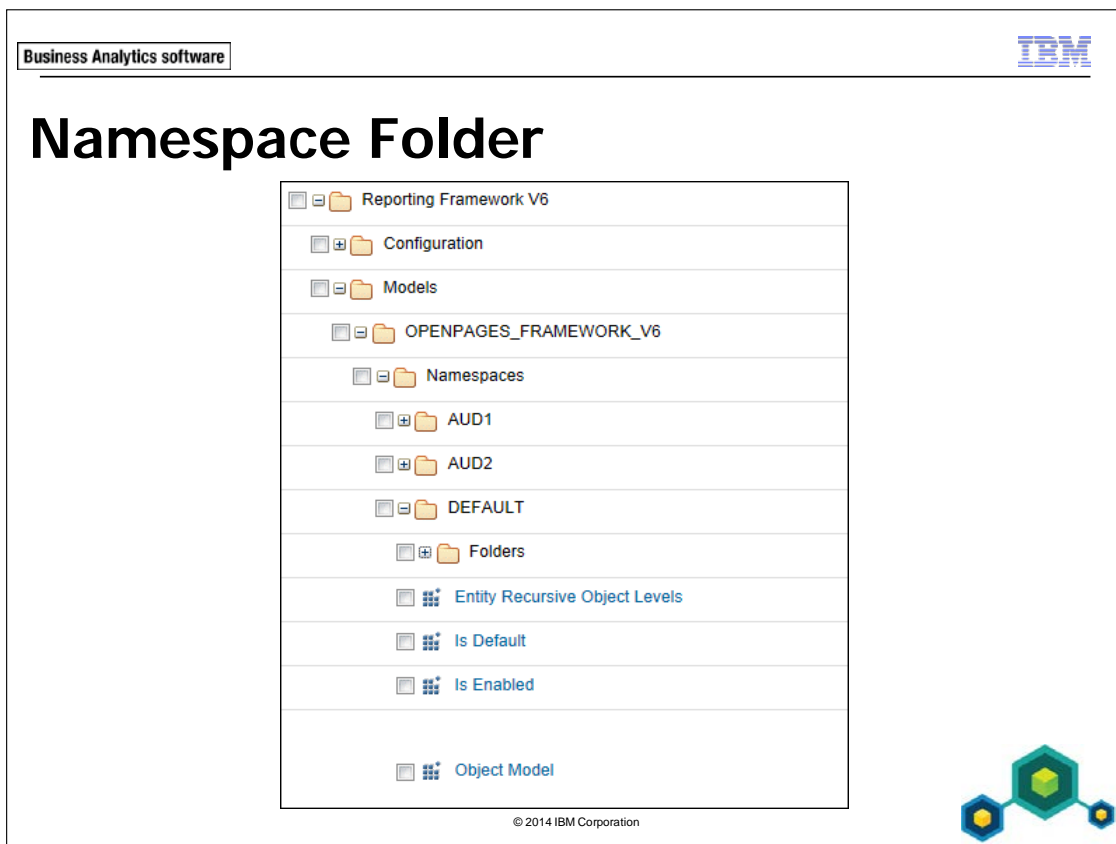 Business Analytics software
IBM
Namespace Folder
Reporting Framework V6
Configuration
Models
OPENPAGES_FRAMEWORK_V6
Namespaces
AUD1
AUD2
DEFAULT
Folders
Entity Recursive Object Levels
Is Default
Is Enabled
Object Model
© 2014 IBM Corporation